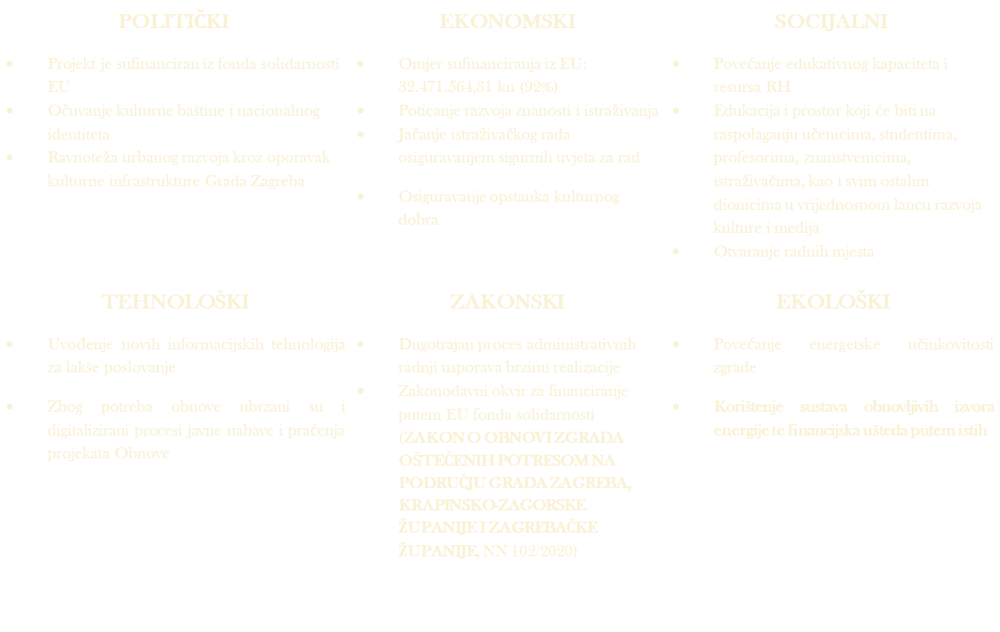 POLITIČKI
• Projekt je sufinanciran iz fonda solidarnosti
EU
• Očuvanje kulturne baštine i nacionalnog
identiteta
• Ravnoteža urbanog razvoja kroz oporavak
kulturne infrastrukture Grada Zagreba
EKONOMSKI
• Omjer sufinanciranja iz EU:
32.471.564,31 kn (92%)
• Poticanje razvoja znanosti i istraživanja
• Jačanje istraživačkog rada
osiguravanjem sigurnih uvjeta za rad
• Osiguravanje opstanka kulturnog
dobra
SOCIJALNI
• Povećanje edukativnog kapaciteta i
resursa RH
• Edukacija i prostor koji će biti na
raspolaganju učenicima, studentima,
profesorima, znanstvenicima,
istraživačima, kao i svim ostalim
dionicima u vrijednosnom lancu razvoja
kulture i medija
• Otvaranje radnih mjesta
TEHNOLOŠKI
• Uvođenje novih informacijskih tehnologija
za lakše poslovanje
• Zbog potreba obnove ubrzani su i
digitalizirani procesi javne nabave i praćenja
projekata Obnove
ZAKONSKI
• Dugotrajan proces administrativnih
radnji usporava brzinu realizacije
• Zakonodavni okvir za financiranje
putem EU fonda solidarnosti
(ZAKON O OBNOVI ZGRADA
OŠTEĆENIH POTRESOM NA
PODRUČJU GRADA ZAGREBA,
KRAPINSKO-ZAGORSKE
ŽUPANIJE I ZAGREBAČKE
ŽUPANIJE, NN 102/2020)
EKOLOŠKI
• Povećanje energetske učinkovitosti
zgrade
• Korištenje sustava obnovljivih izvora
energije te financijska ušteda putem istih